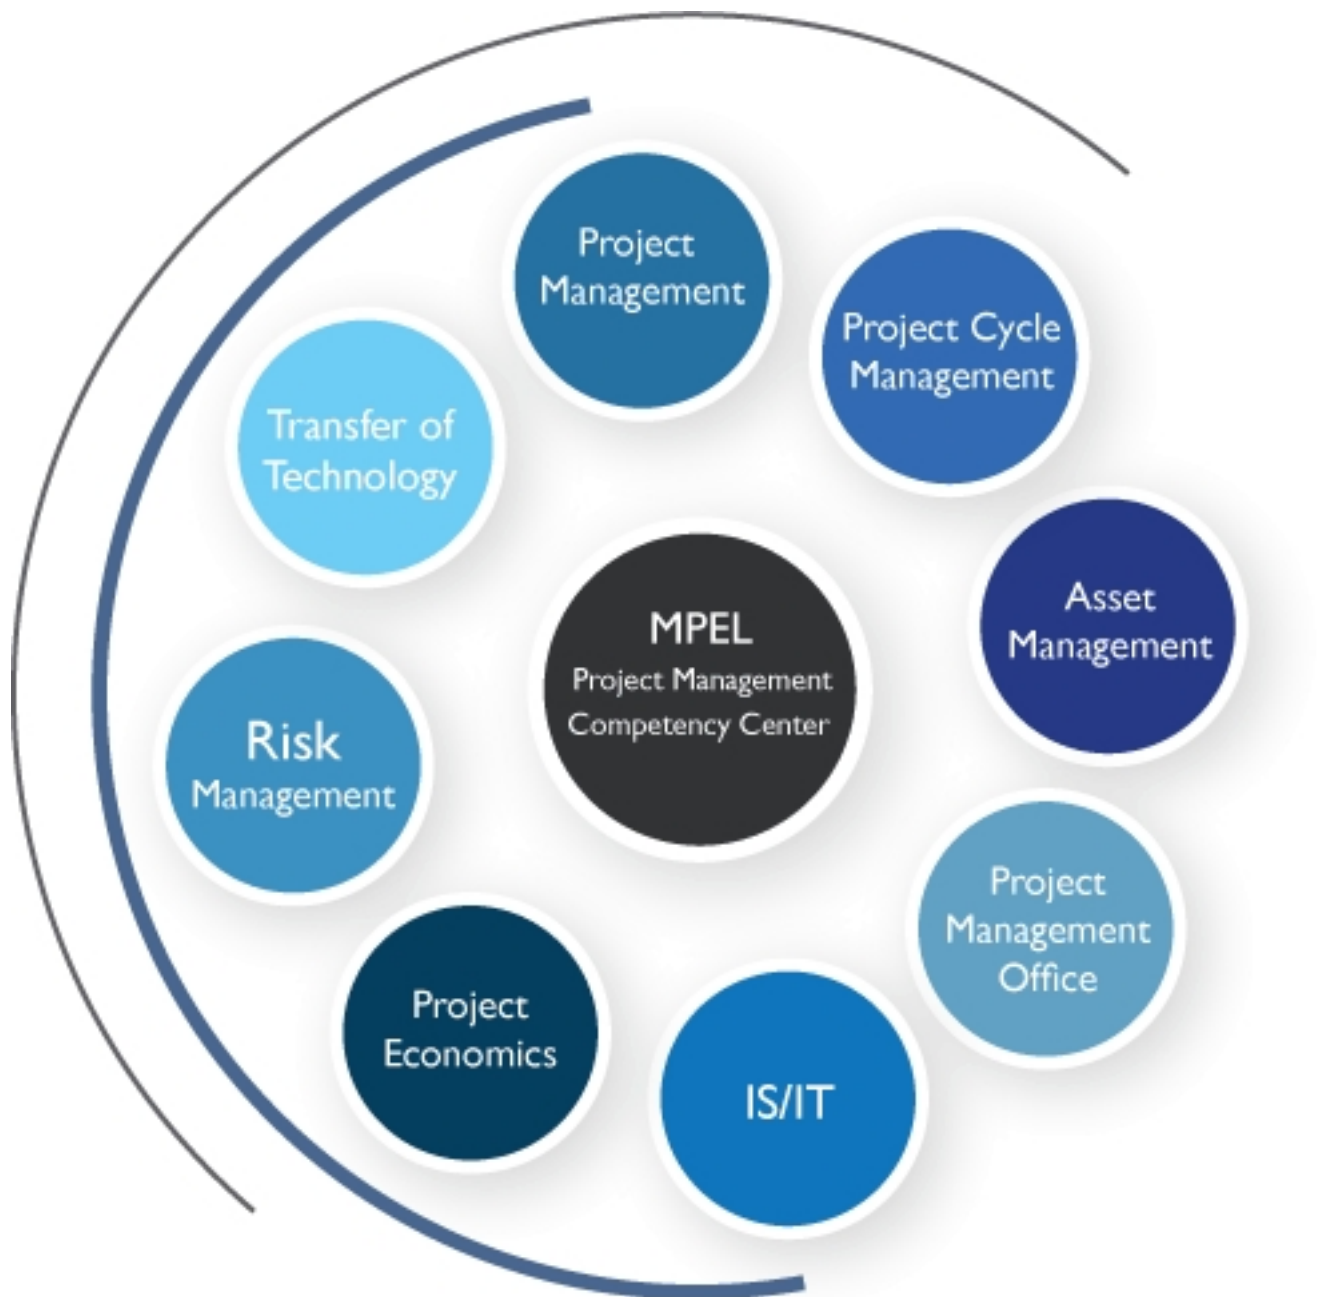 Project
Management
Project Cycle
Management
Asset
Management
Project
Management
Office
IS/IT
Project
Economics
Risk
Management
Transfer of
Technology
MPEL
Project Management
Competency Center